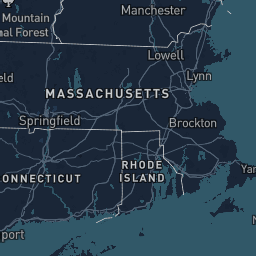 Manchester
Mountain
nal Forest
Lowell
Lynn
eld
MASSACHUSETTS
Springfield
Brockton
RHODE
ISLAND
Yar
ONNECTICUT
N
port